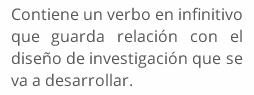 Contiene un verbo en infinitivo
que guarda relación con el
diseño de investigación que se
va a desarrollar.